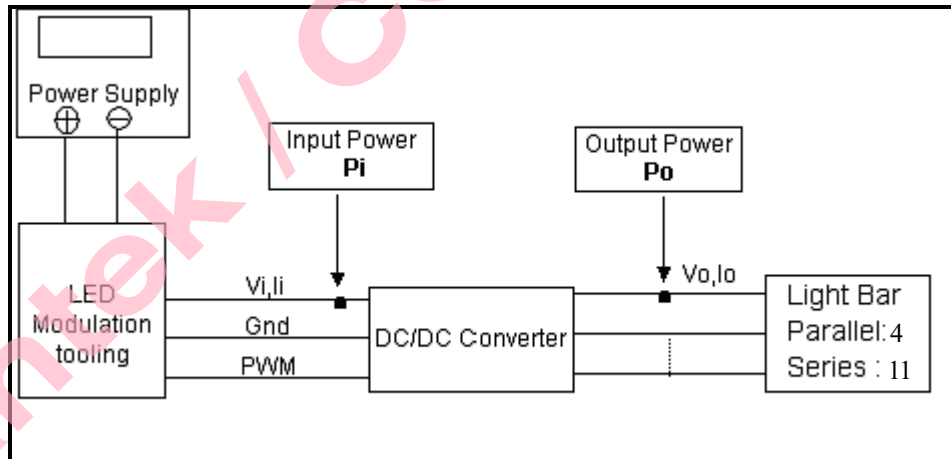 Power Supply
Input Power
Pi
Output Power
Po
LED
Modulation
tooling
Vi,Ii
Gnd
PWM
DC/DC Converter
Vo,Io
Light Bar
Parallel: 4
Series : 11